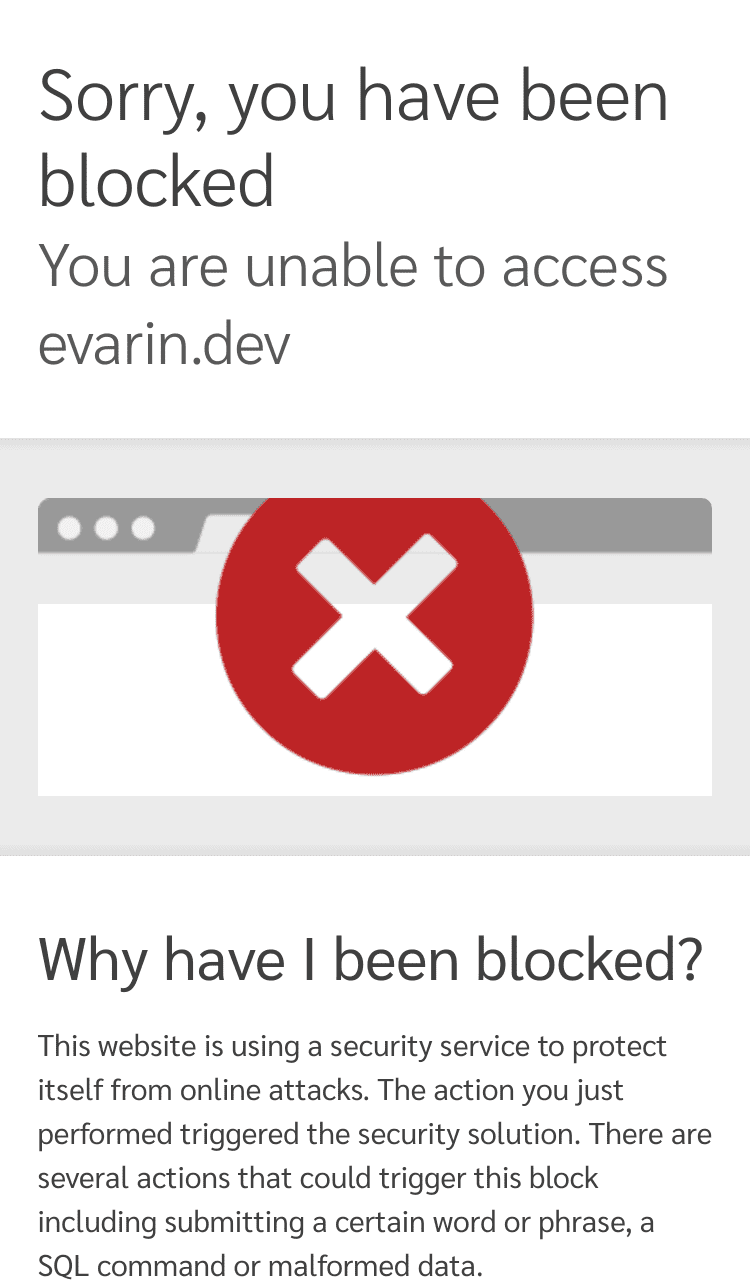 Sorry, you have been
blocked
You are unable to access
evarin.dev
Why have I been blocked?
This website is using a security service to protect
itself from online attacks. The action you just
performed triggered the security solution. There are
several actions that could trigger this block
including submitting a certain word or phrase, a
SQL command or malformed data.